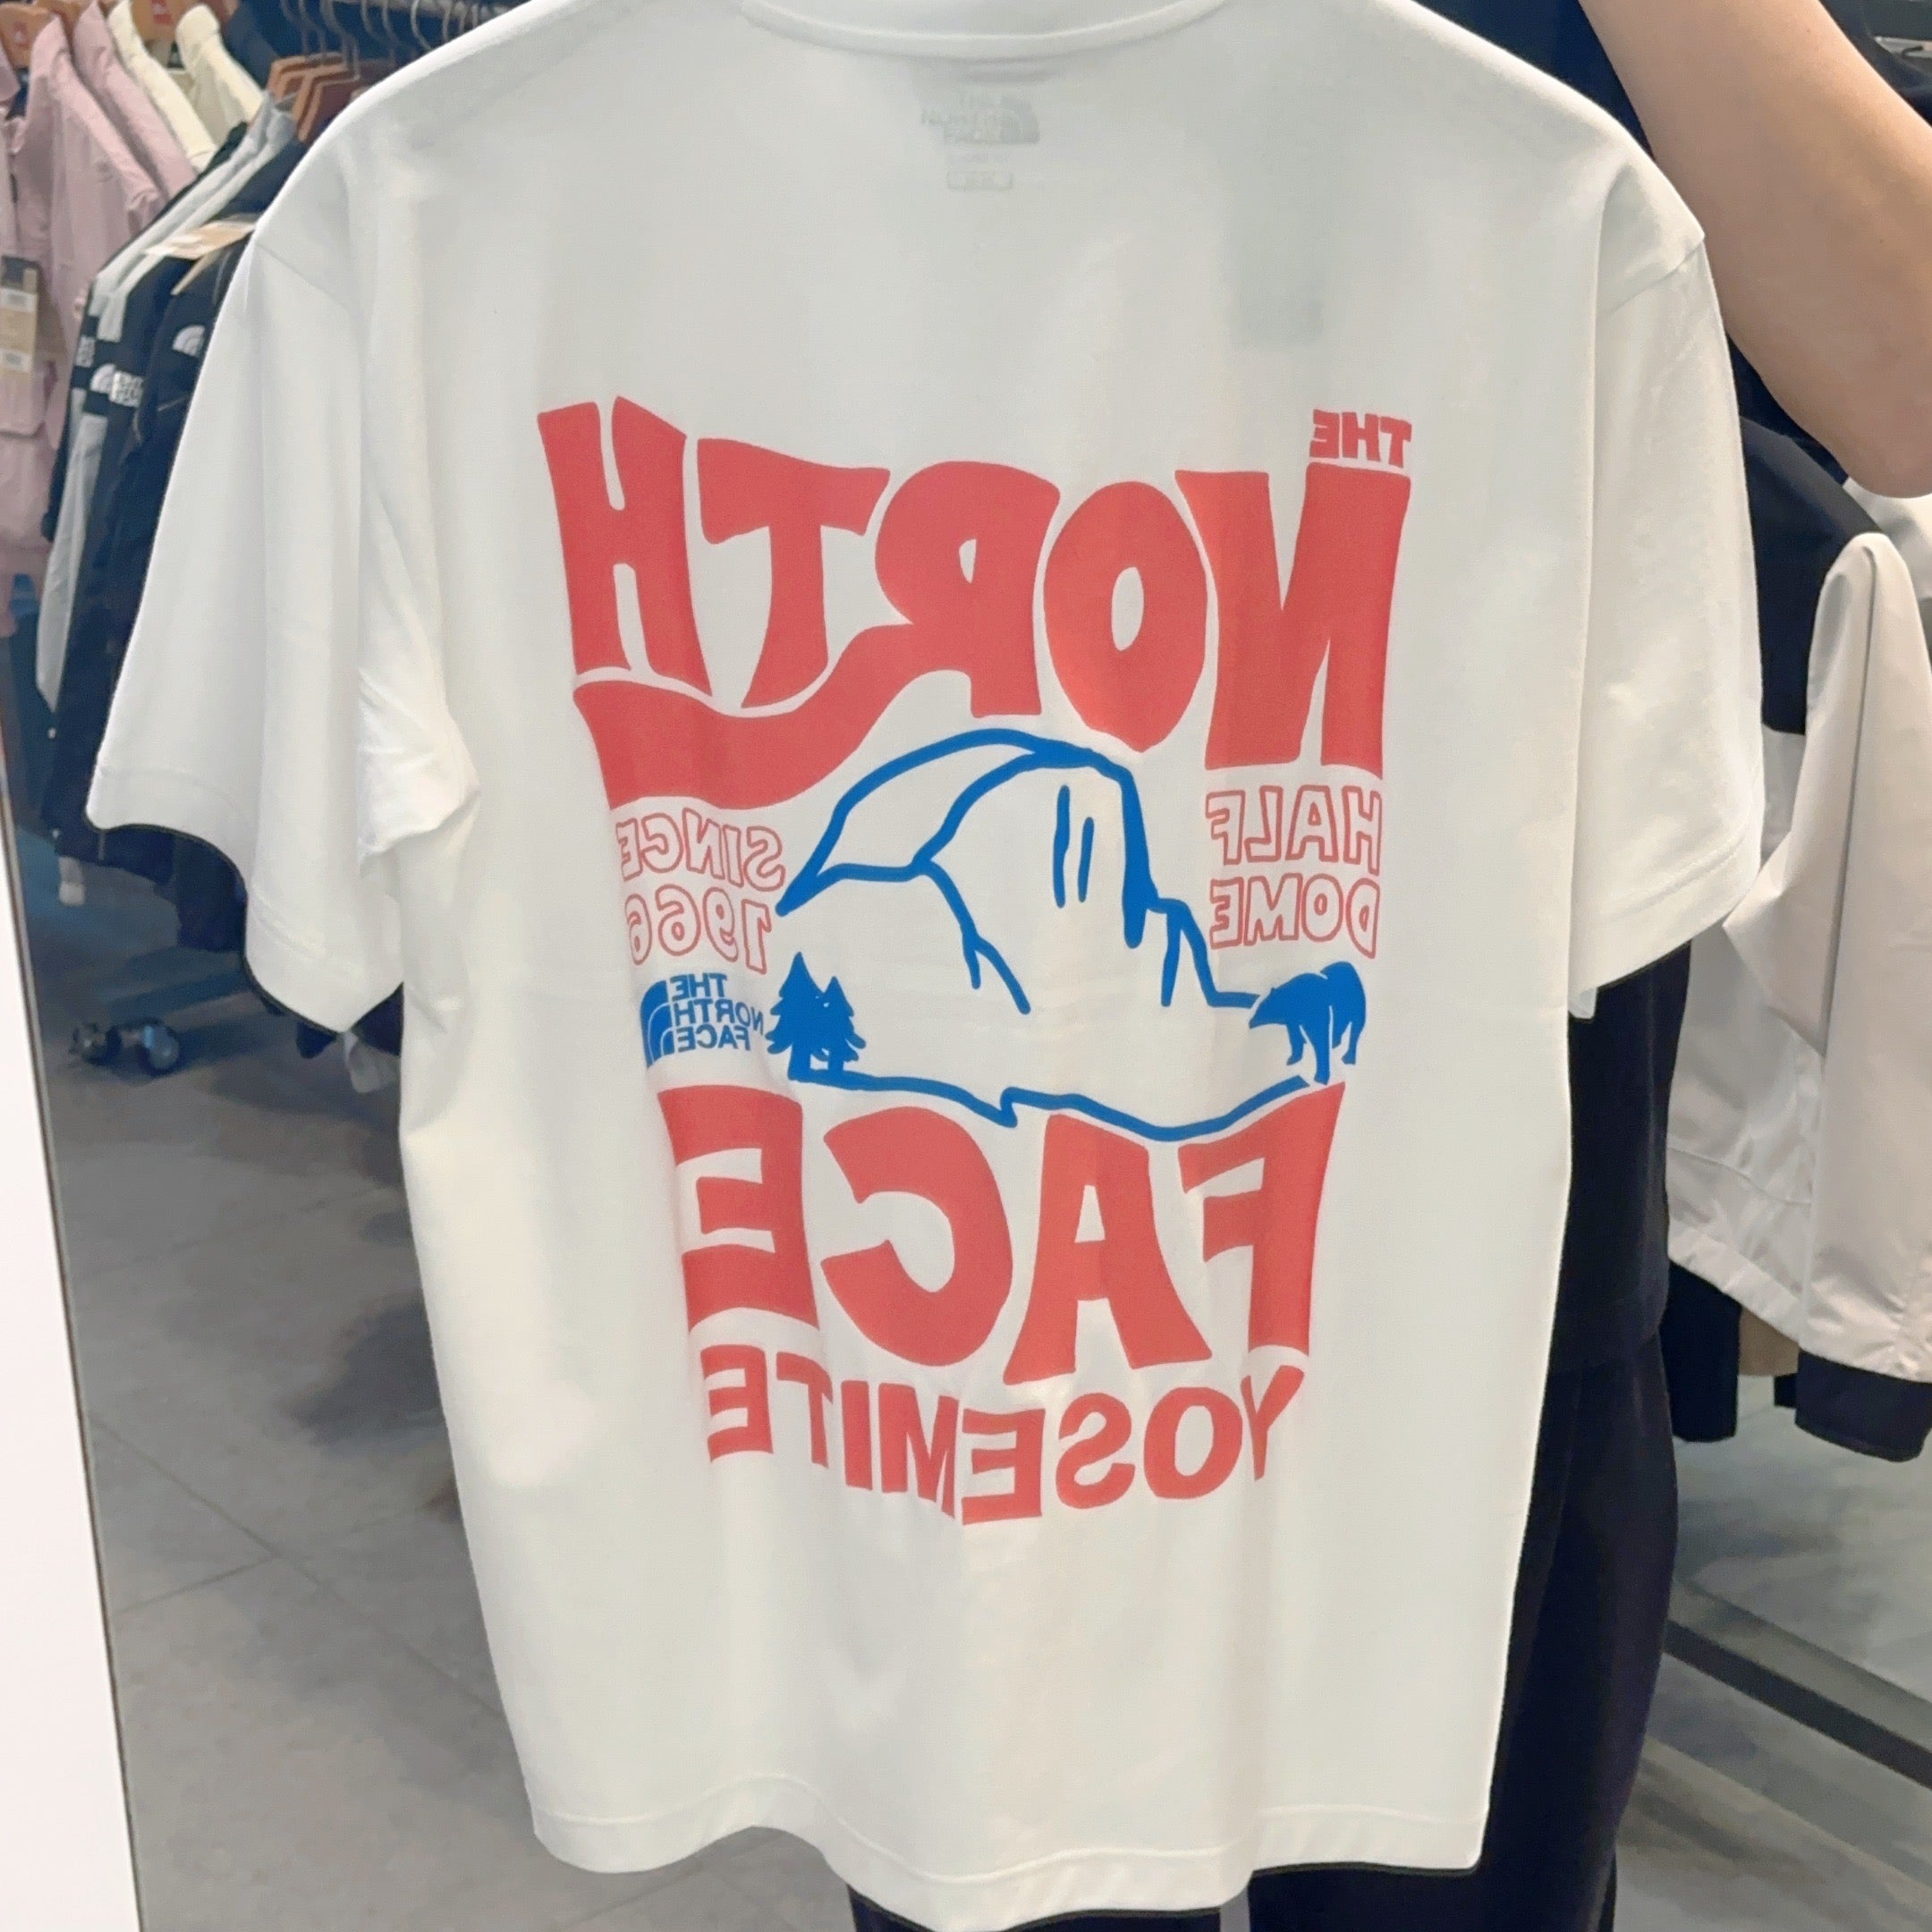 THE
NORTH
HALF
DOME
SINCE
1966
THE
NORTH
FACE
FACE
YOSEMITE